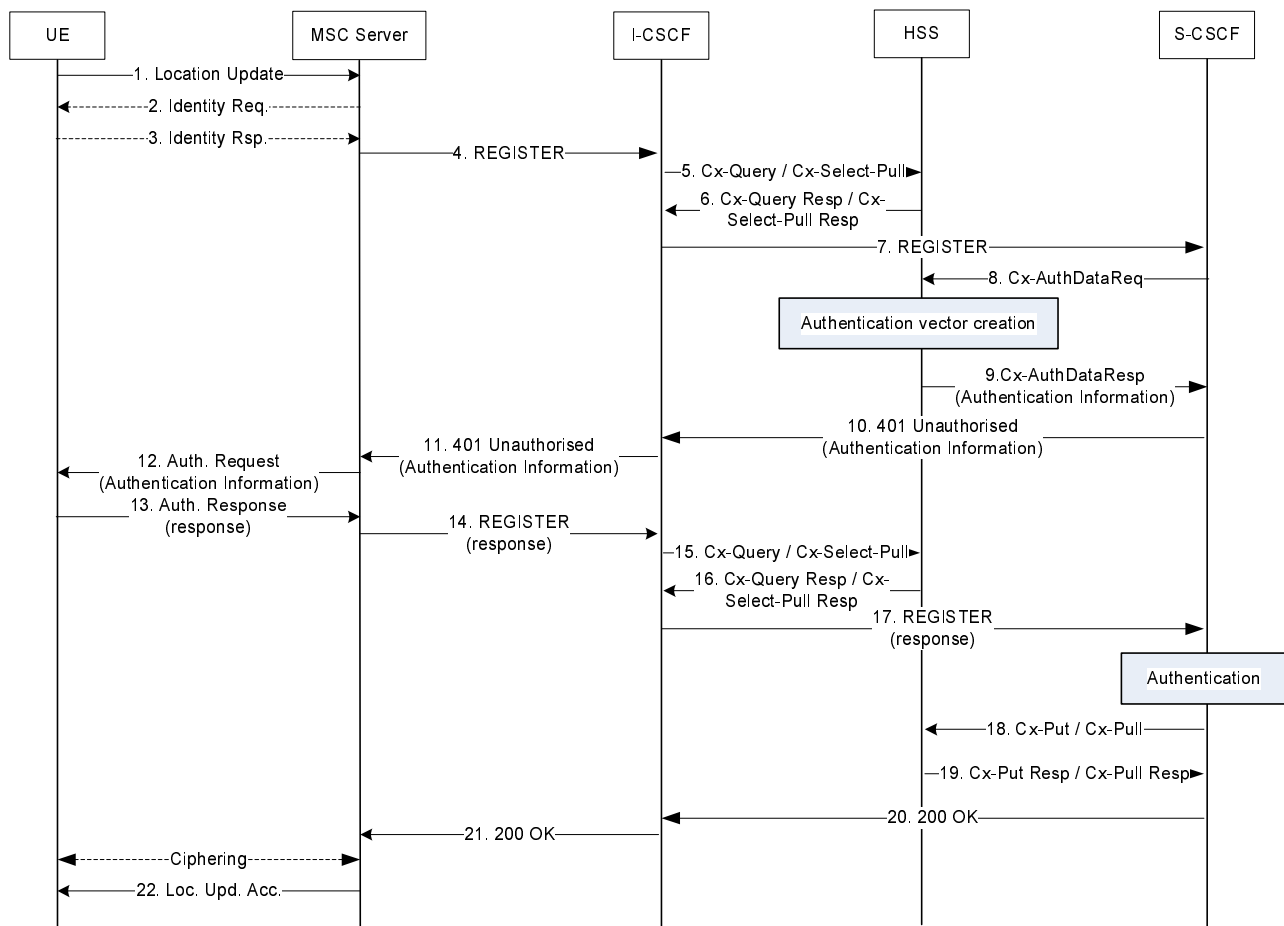 UE
MSC Server
I-CSCF
HSS
S-CSCF
1. Location Update
2. Identity Req.
3. Identity Rsp.
4. REGISTER
5. Cx-Query / Cx-Select-Pull
6. Cx-Query Resp / Cx-
Select-Pull Resp
7. REGISTER
8. Cx-AuthDataReq
Authentication vector creation
9.Cx-AuthDataResp
(Authentication Information)
10. 401 Unauthorised
(Authentication Information)
11. 401 Unauthorised
(Authentication Information)
12. Auth. Request
(Authentication Information)
13. Auth. Response
(response)
14. REGISTER
(response)
15. Cx-Query / Cx-Select-Pull
16. Cx-Query Resp / Cx-
Select-Pull Resp
17. REGISTER
(response)
Authentication
18. Cx-Put / Cx-Pull
19. Cx-Put Resp / Cx-Pull Resp
20. 200 OK
21. 200 OK
Ciphering
22. Loc. Upd. Acc.